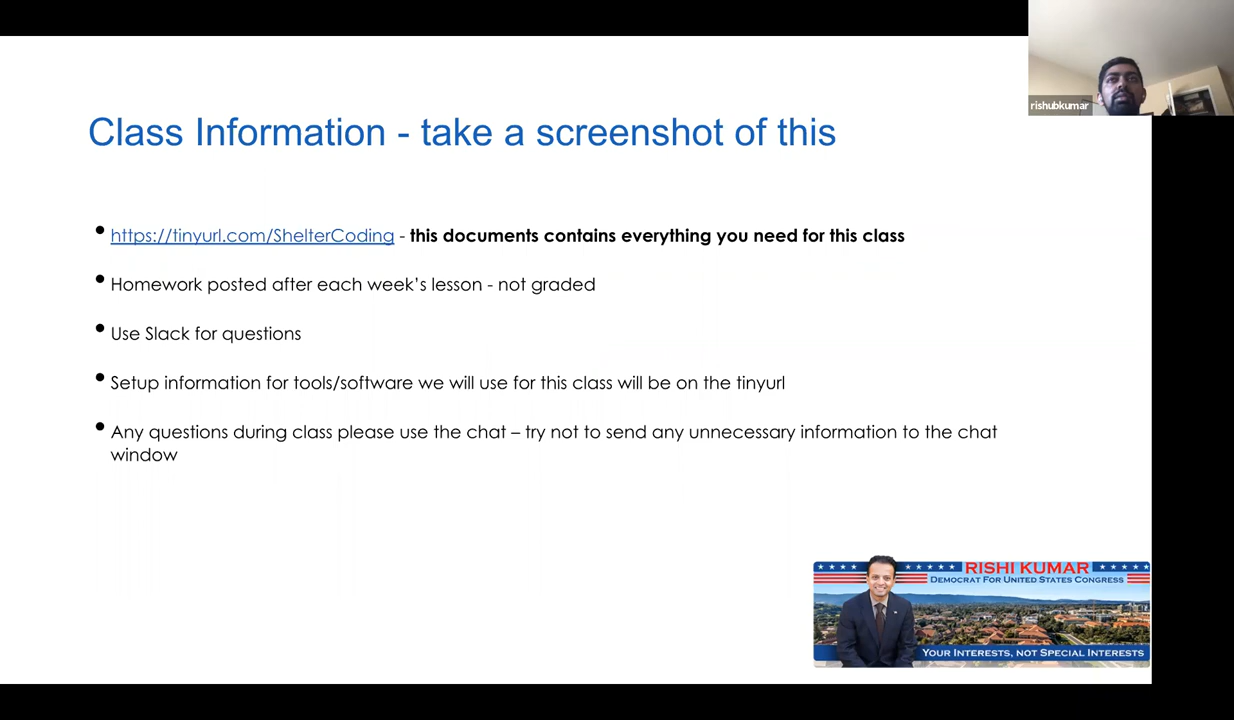 rishubkumar
Class Information - take a screenshot of this
• https://tinyurl.com/ShelterCoding - this documents contains everything you need for this class
• Homework posted after each week's lesson - not graded
• Use Slack for questions
• Setup information for tools/software we will use for this class will be on the tinyurl
• Any questions during class please use the chat – try not to send any unnecessary information to the chat
window
RISHI KUMAR
DEMOCRAT FOR UNITED STATES CONGRESS
YOUR INTERESTS, NOT SPECIAL INTERESTS